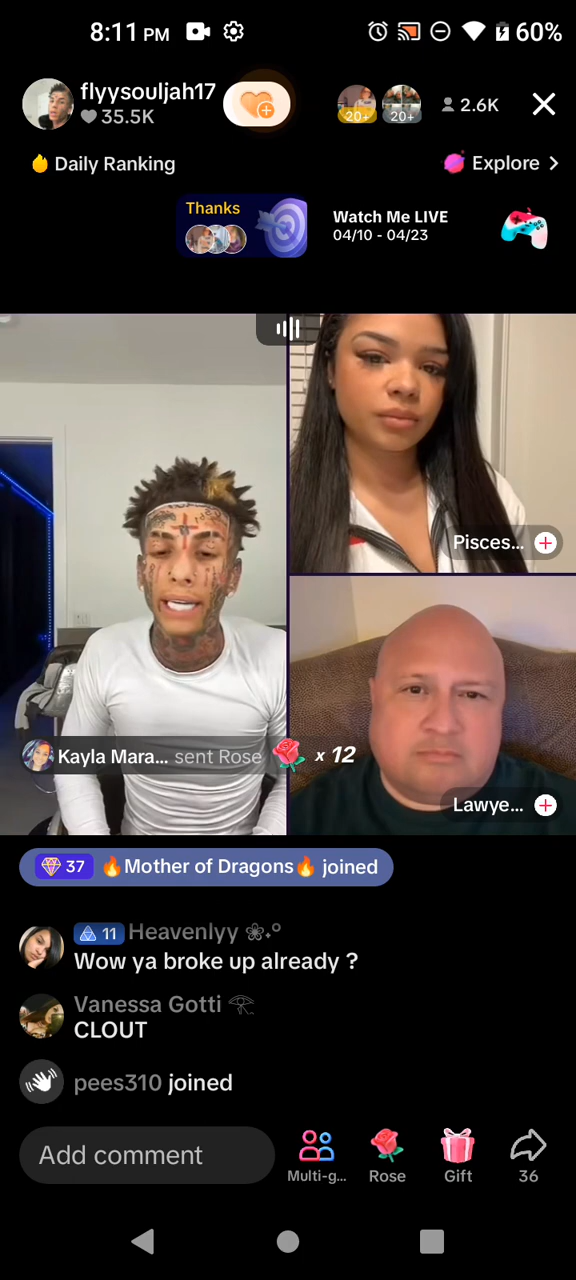 8:11 PM
60%
flyysouljah17
35.5K
20+
20+
2.6K
Daily Ranking
Explore
Thanks
Watch Me LIVE
04/10 - 04/23
Pisces...
Kayla Mara... sent Rose x 12
Lawye...
37 Mother of Dragons joined
11 Heavenlyy
Wow ya broke up already ?
Vanessa Gotti
CLOUT
pees310 joined
Add comment
Multi-g...
Rose
Gift
36